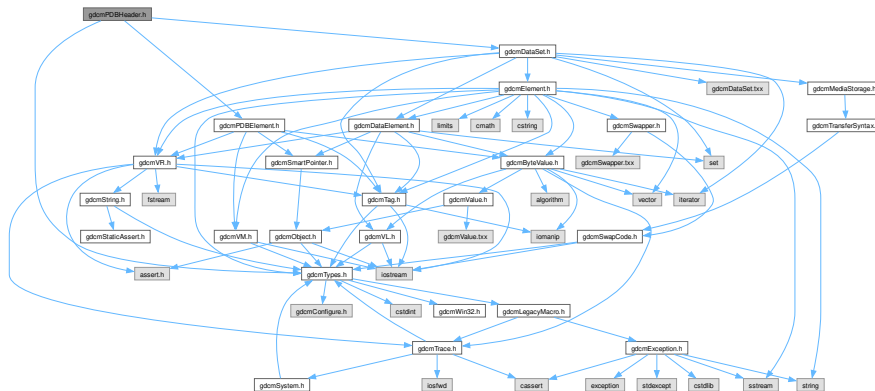 gdcmPDBHeader.h
gdcmDataSet.h
gdcmElement.h
gdcmDataSet.txx
gdcmMediaStorage.h
gdcmPDBElement.h
gdcmDataElement.h
limits
cmath
cstring
gdcmSwapper.h
gdcmTransferSyntax.h
gdcmVR.h
gdcmSmartPointer.h
gdcmByteValue.h
gdcmSwapper.txx
set
gdcmString.h
fstream
gdcmTag.h
gdcmValue.h
algorithm
vector
iterator
gdcmStaticAssert.h
gdcmVM.h
gdcmObject.h
gdcmVL.h
gdcmValue.txx
iomanip
gdcmSwapCode.h
assert.h
gdcmTypes.h
iostream
gdcmConfigure.h
cstdint
gdcmWin32.h
gdcmLegacyMacro.h
gdcmTrace.h
gdcmException.h
gdcmSystem.h
iosfwd
cassert
exception
stdexcept
cstdlib
sstream
string